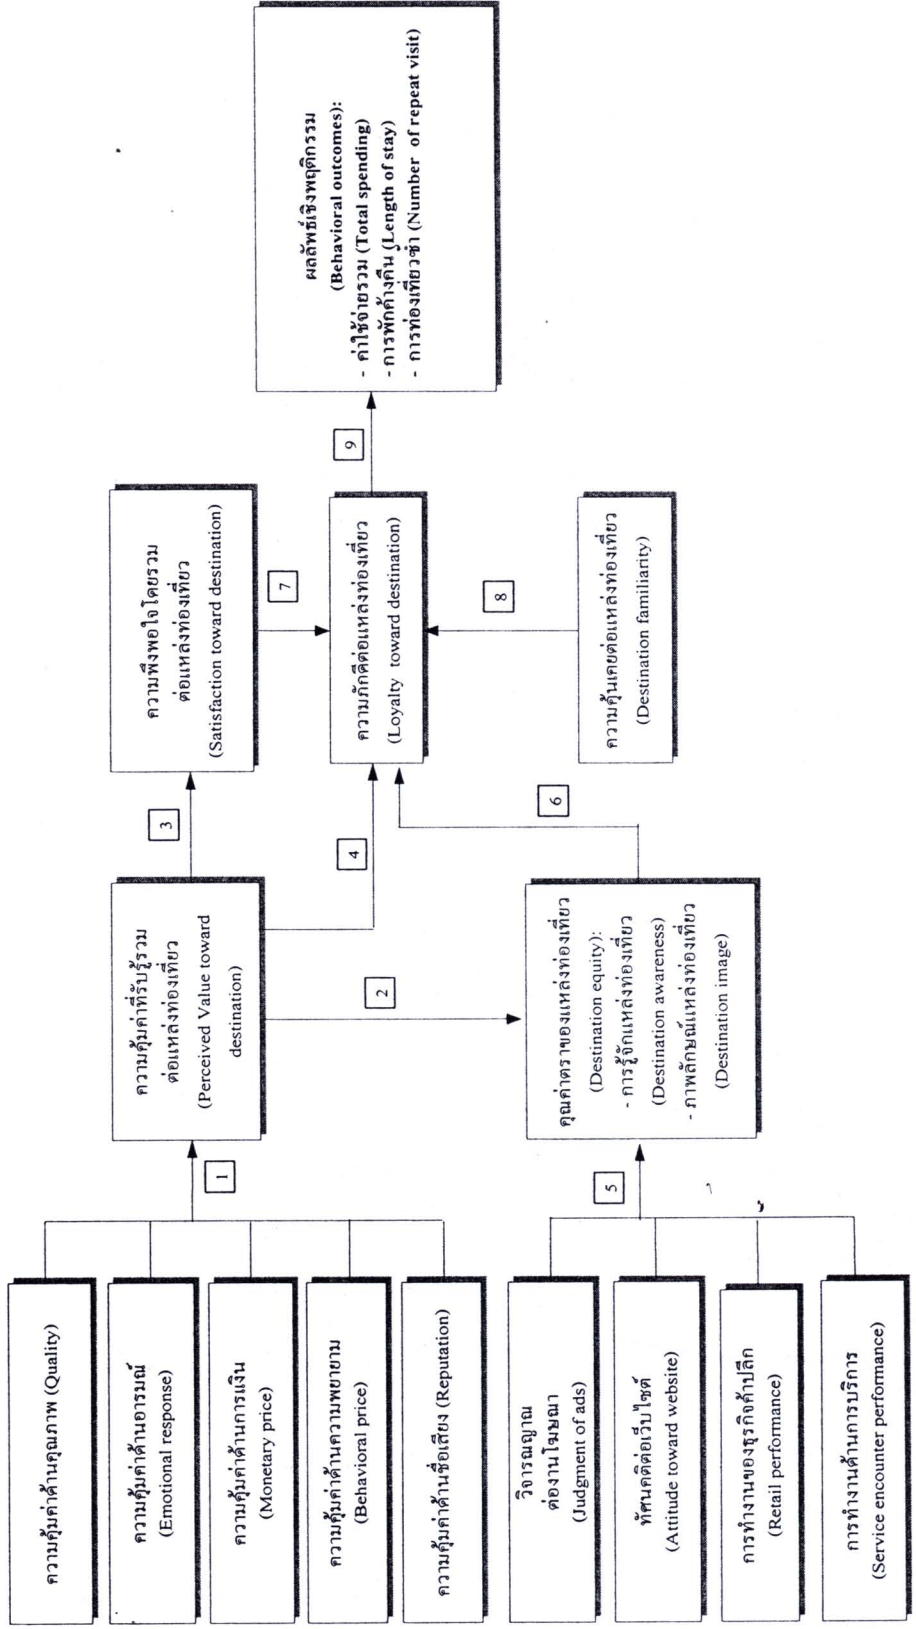 ความคุ้มค่าด้านคุณภาพ (Quality)
ความคุ้มค่าด้านอารมณ์
(Emotional response)
ความคุ้มค่าด้านการเงิน
(Monetary price)
ความคุ้มค่าด้านความพยายาม
(Behavioral price)
ความคุ้มค่าด้านชื่อเสียง (Reputation)
วิจารณญาณ
ต่องานโฆษณา
(Judgment of ads)
ทัศนคติต่อเว็บไซต์
(Attitude toward website)
การทำงานของธุรกิจค้าปลีก
(Retail performance)
การทำงานด้านการบริการ
(Service encounter performance)
1
5
ความคุ้มค่าที่รับรู้รวม
ต่อแหล่งท่องเที่ยว
(Perceived Value toward
destination)
2
คุณค่าตราของแหล่งท่องเที่ยว
(Destination equity):
- การรู้จักแหล่งท่องเที่ยว
(Destination awareness)
- ภาพลักษณ์แหล่งท่องเที่ยว
(Destination image)
3
4
6
ความพึงพอใจโดยรวม
ต่อแหล่งท่องเที่ยว
(Satisfaction toward destination)
7
ความภักดีต่อแหล่งท่องเที่ยว
(Loyalty toward destination)
8
ความคุ้นเคยต่อแหล่งท่องเที่ยว
(Destination familiarity)
9
ผลลัพธ์เชิงพฤติกรรม
(Behavioral outcomes):
- ค่าใช้จ่ายรวม (Total spending)
- การพักค้างคืน (Length of stay)
- การท่องเที่ยวซ้ำ (Number of repeat visit)